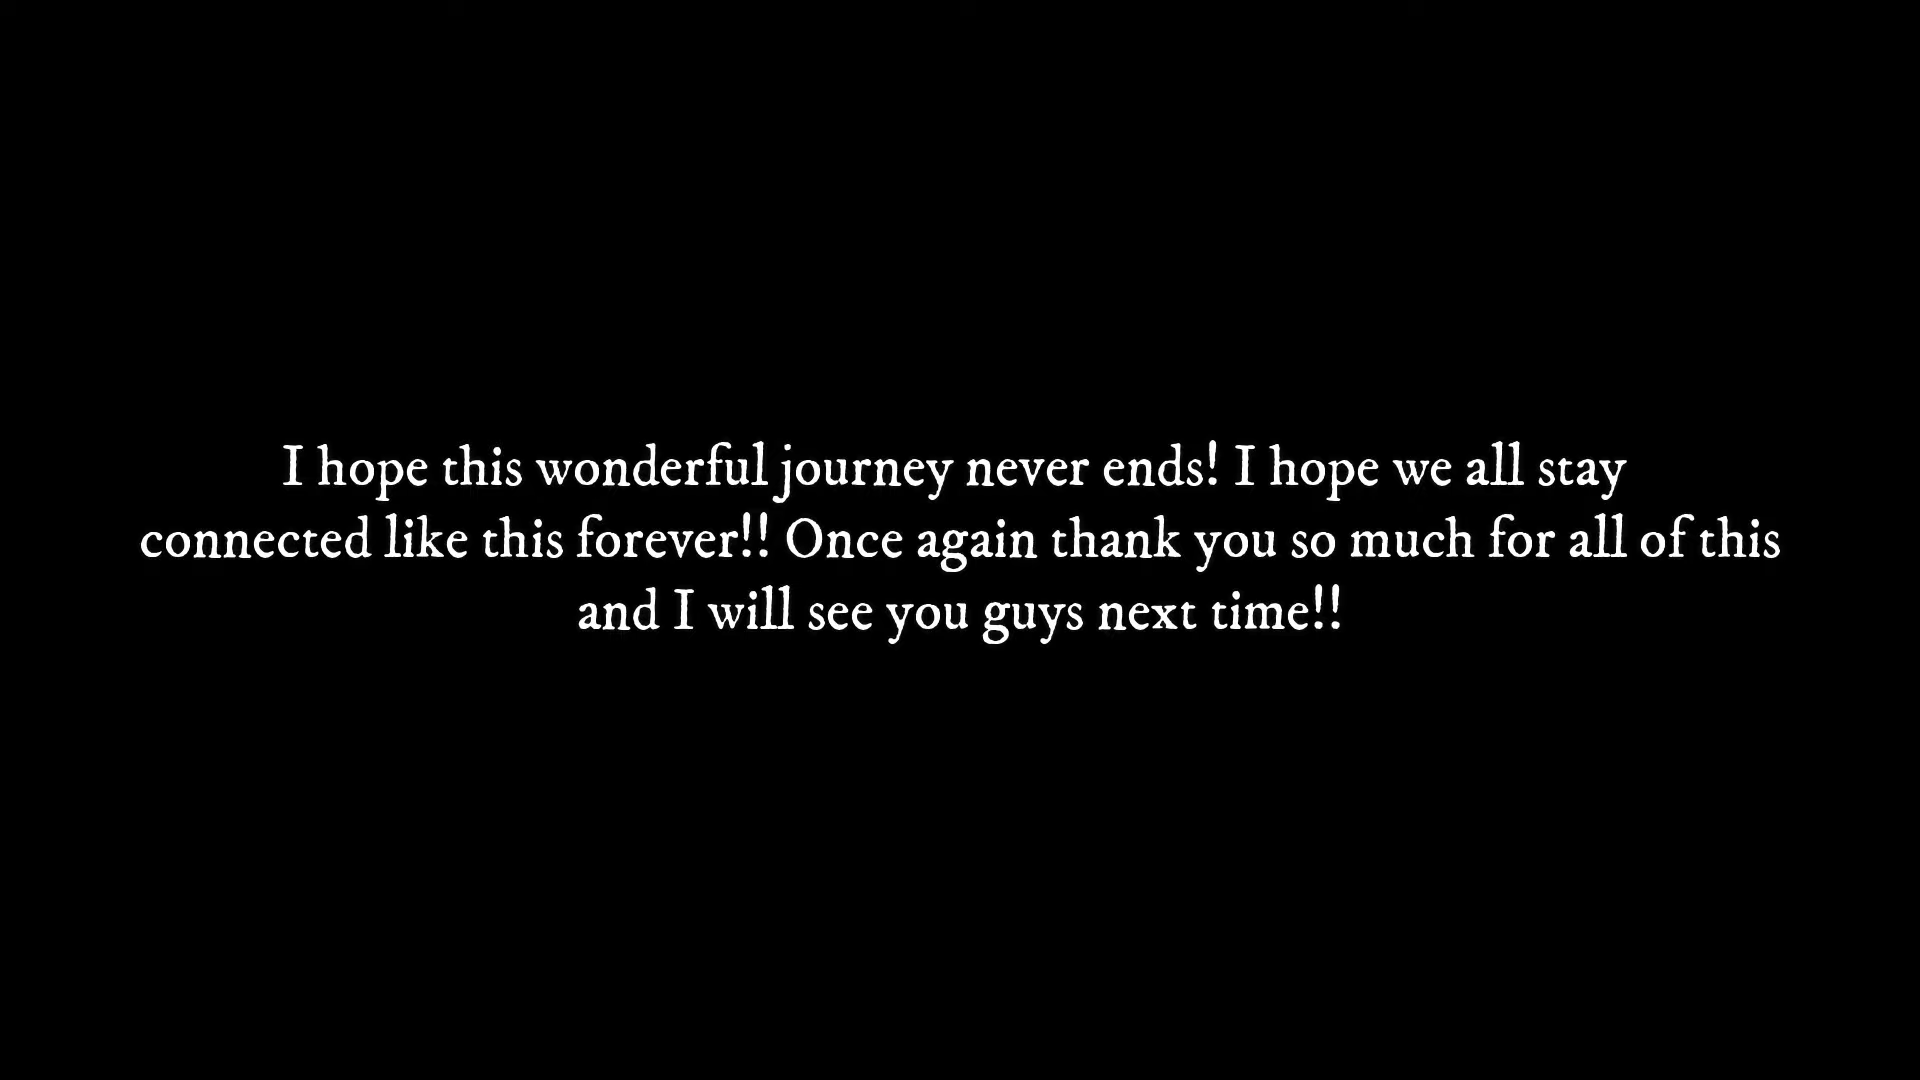 I hope this wonderful journey never ends! I hope we all stay
connected like this forever!! Once again thank you so much for all of this
and I will see you guys next time!!